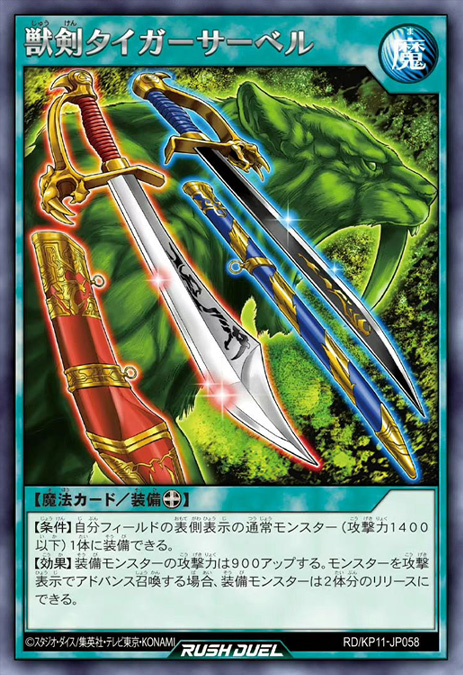 獣剣タイガーサーベル
魔
【魔法カード/装備】
【条件】自分フィールドの表側表示の通常モンスター(攻撃力1400
以下)1体に装備できる。
【効果】装備モンスターの攻撃力は900アップする。モンスターを攻撃
表示でアドバンス召喚する場合、装備モンスターは2体分のリリースに
できる。
©スタジオ・ダイス/集英社・テレビ東京・KONAMI RUSH DUEL RD/KP11-JP058